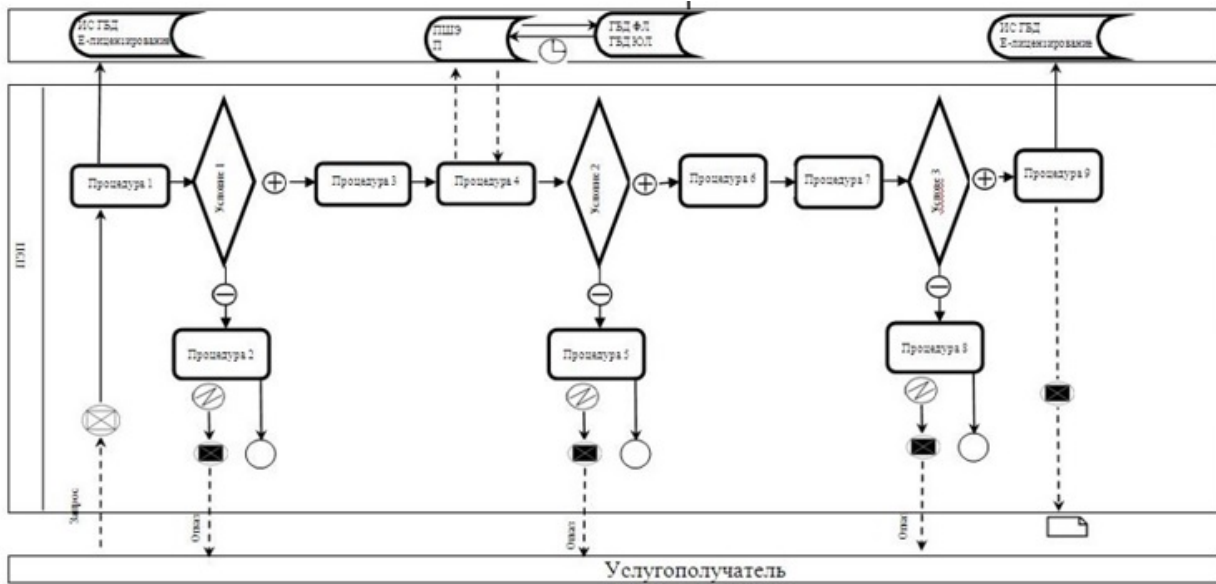 ИС ГБД
Е-лицензирование
ПШЭ
П
ГБД ФЛ
ГБД ЮЛ
ИС ГБД
Е-лицензирование
ПЭП
Процедура 1
Условие 1
Процедура 3
Процедура 4
Условие 2
Процедура 6
Процедура 7
Условие 3
Процедура 9
Процедура 2
Процедура 5
Процедура 8
Запрос
Отказ
Отказ
Отказ
Услугополучатель